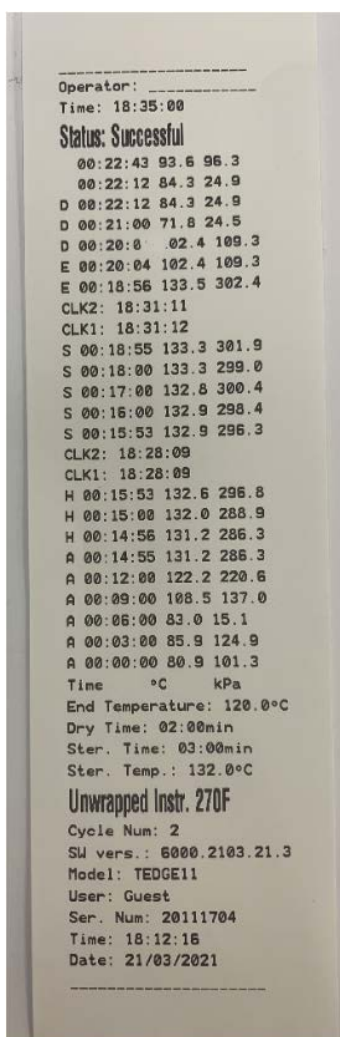 Operator: ____________
Time: 18:35:00
Status: Successful
00:22:43 93.6 96.3
00:22:12 84.3 24.9
D 00:22:12 84.3 24.9
D 00:21:00 71.8 24.5
D 00:20:0 02.4 109.3
E 00:20:04 102.4 109.3
E 00:18:56 133.5 302.4
CLK2: 18:31:11
CLK1: 18:31:12
S 00:18:55 133.3 301.9
S 00:18:00 133.3 299.0
S 00:17:00 132.8 300.4
S 00:16:00 132.9 298.4
S 00:15:53 132.9 296.3
CLK2: 18:28:09
CLK1: 18:28:09
H 00:15:53 132.6 296.8
H 00:15:00 132.0 288.9
H 00:14:56 131.2 286.3
A 00:14:55 131.2 286.3
A 00:12:00 122.2 220.6
A 00:09:00 108.5 137.0
A 00:06:00 83.0 15.1
A 00:03:00 85.9 124.9
A 00:00:00 80.9 101.3
Time ºC kPa
End Temperature: 120.0ºC
Dry Time: 02:00min
Ster. Time: 03:00min
Ster. Temp.: 132.0ºC
Unwrapped Instr. 270F
Cycle Num: 2
SW vers.: 6000.2103.21.3
Model: TEDGE11
User: Guest
Ser. Num: 20111704
Time: 18:12:16
Date: 21/03/2021